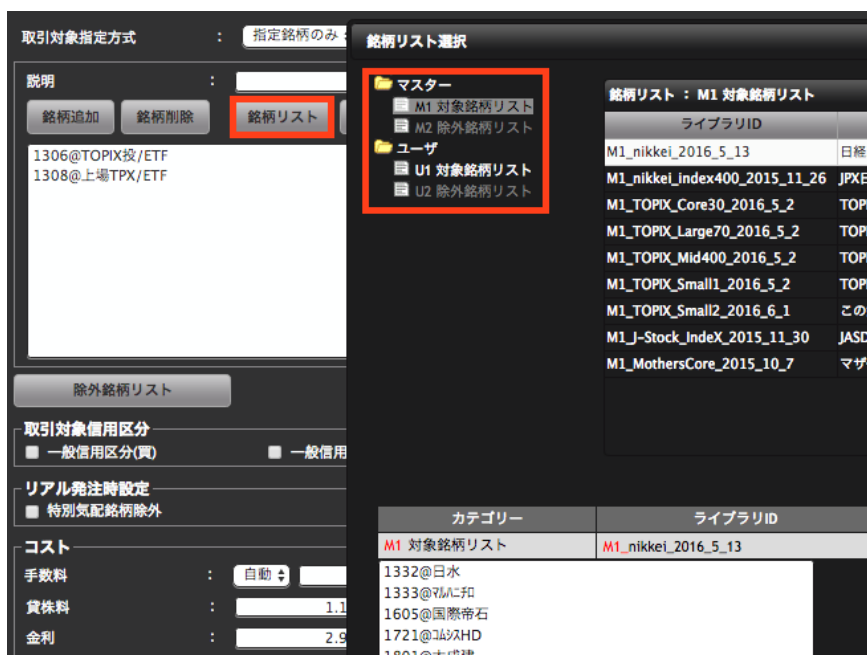 取引対象指定方式 : 指定銘柄のみ :
説明 :
銘柄追加 銘柄削除 銘柄リスト
1306@TOPIX投/ETF
1308@上場TPX/ETF
除外銘柄リスト
取引対象信用区分
一般信用区分(買) 一般信用
リアル発注時設定
特別気配銘柄除外
コスト
手数料 : 自動
貸株料 : 1.1
金利 : 2.9
銘柄リスト選択
マスター
M1 対象銘柄リスト
M2 除外銘柄リスト
ユーザ
U1 対象銘柄リスト
U2 除外銘柄リスト
銘柄リスト : M1 対象銘柄リスト
ライブラリID
M1_nikkei_2016_5_13 日経
M1_nikkei_index400_2015_11_26 JPX日
M1_TOPIX_Core30_2016_5_2 TOPI
M1_TOPIX_Large70_2016_5_2 TOPI
M1_TOPIX_Mid400_2016_5_2 TOPI
M1_TOPIX_Small1_2016_5_2 TOPI
M1_TOPIX_Small2_2016_6_1 この
M1_J-Stock_IndeX_2015_11_30 JASD
M1_MothersCore_2015_10_7 マザ
カテゴリー ライブラリID
M1 対象銘柄リスト M1_nikkei_2016_5_13
1332@日水
1333@ﾏﾙﾊﾆﾁﾛ
1605@国際帝石
1721@ｺﾑｼｽHD
1801@大成建